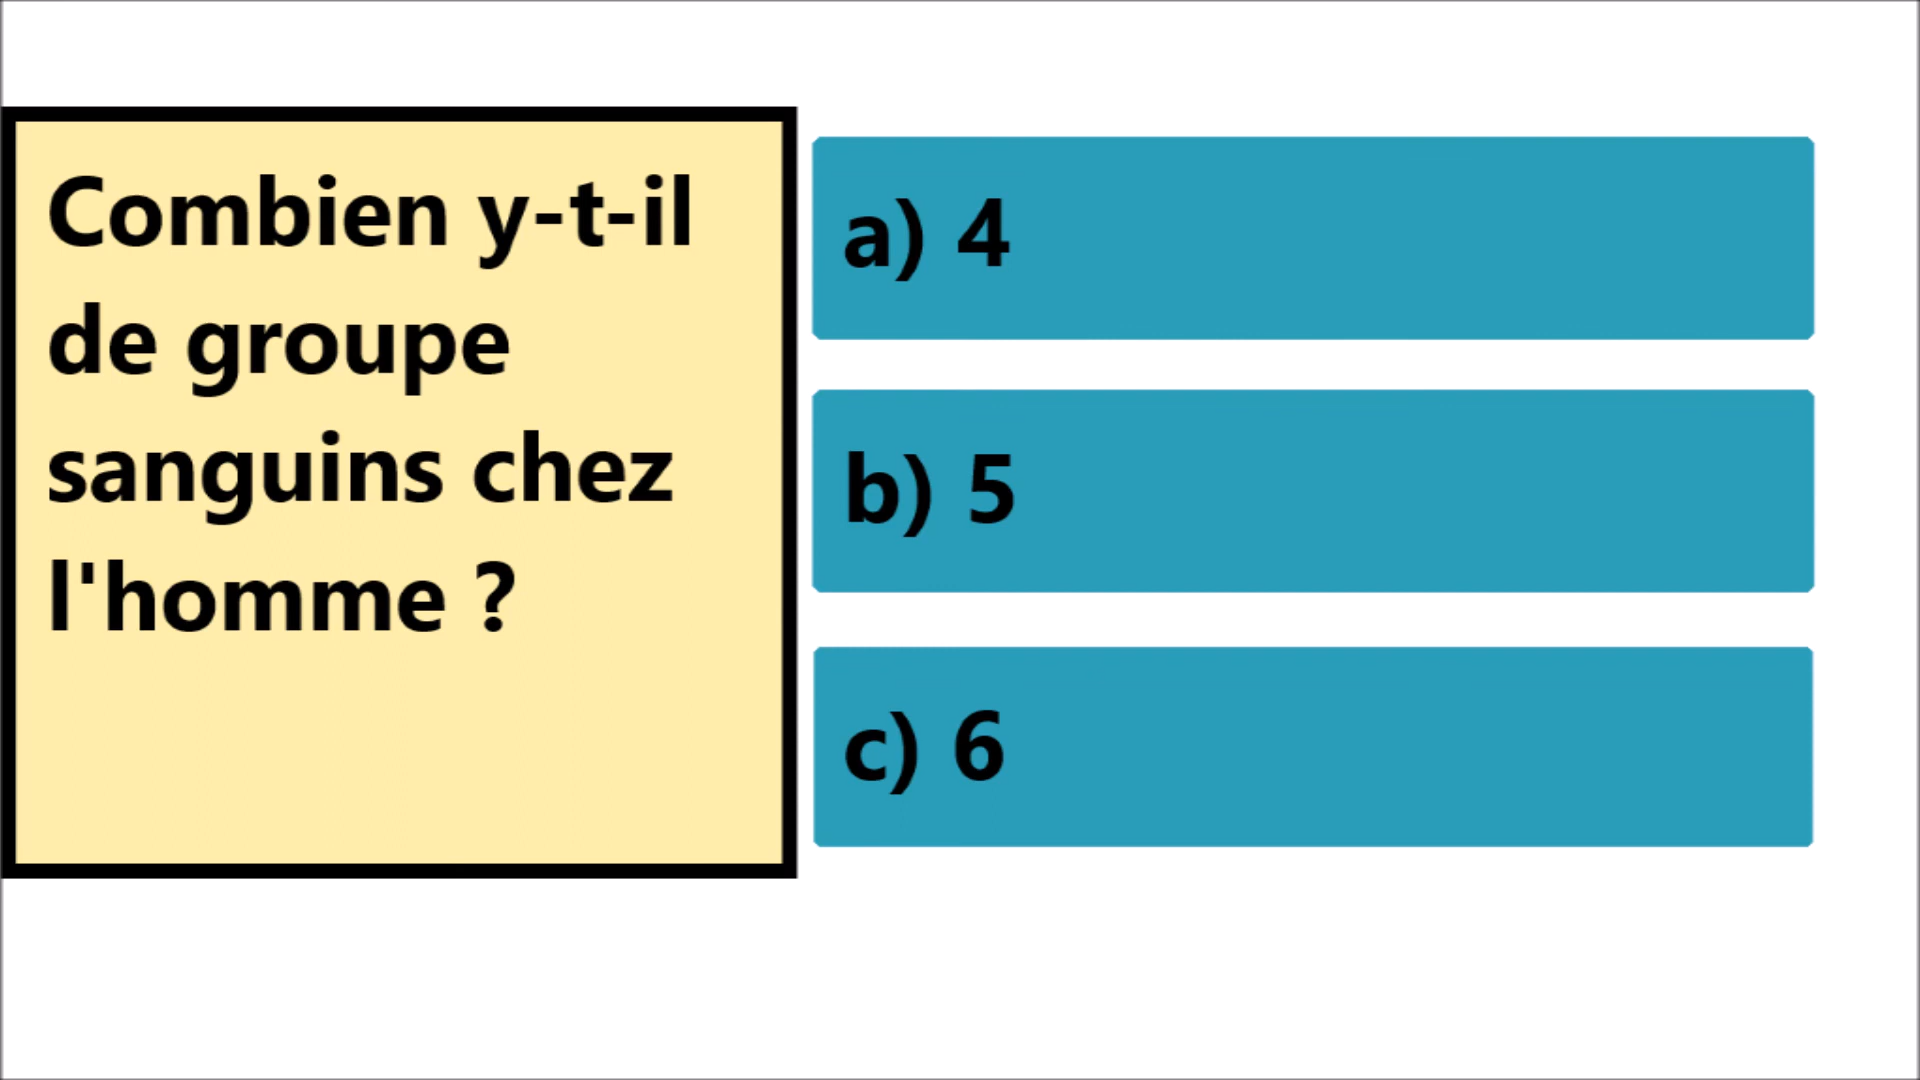 Combien y-t-il
de groupe
sanguins chez
l'homme ?
a) 4
b) 5
c) 6